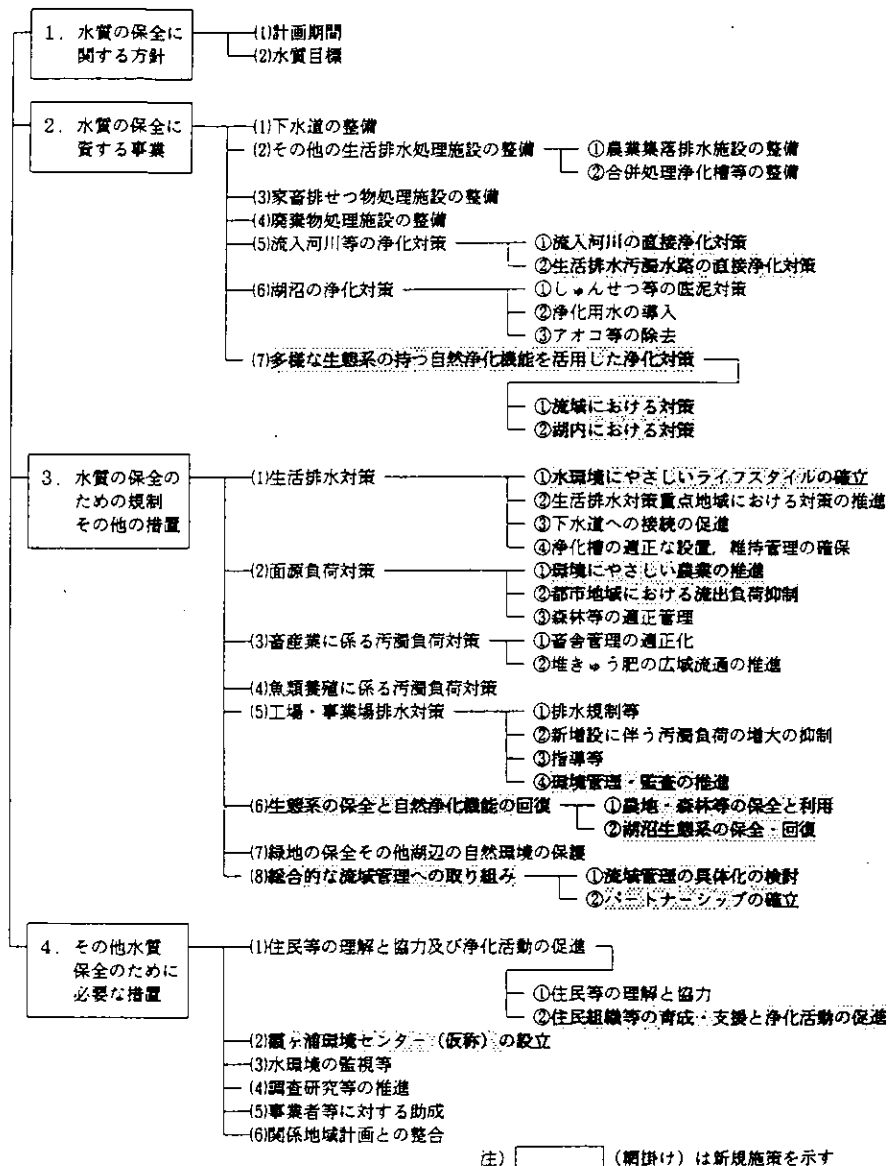 1．水質の保全に
関する方針
(1)計画期間
(2)水質目標
2．水質の保全に
資する事業
(1)下水道の整備
(2)その他の生活排水処理施設の整備
①農業集落排水施設の整備
②合併処理浄化槽等の整備
(3)家畜排せつ物処理施設の整備
(4)廃棄物処理施設の整備
(5)流入河川等の浄化対策
①流入河川の直接浄化対策
②生活排水汚濁水路の直接浄化対策
(6)湖沼の浄化対策
①しゅんせつ等の底泥対策
②浄化用水の導入
③アオコ等の除去
(7)多様な生態系の持つ自然浄化機能を活用した浄化対策
①流域における対策
②湖内における対策
3．水質の保全の
ための規制
その他の措置
(1)生活排水対策
①水環境にやさしいライフスタイルの確立
②生活排水対策重点地域における対策の推進
③下水道への接続の促進
④浄化槽の適正な設置，維持管理の確保
(2)面源負荷対策
①環境にやさしい農業の推進
②都市地域における流出負荷抑制
③森林等の適正管理
(3)畜産業に係る汚濁負荷対策
①畜舎管理の適正化
②堆きゅう肥の広域流通の推進
(4)魚類養殖に係る汚濁負荷対策
(5)工場・事業場排水対策
①排水規制等
②新増設に伴う汚濁負荷の増大の抑制
③指導等
④環境管理・監査の推進
(6)生態系の保全と自然浄化機能の回復
①農地・森林等の保全と利用
②湖沼生態系の保全・回復
(7)緑地の保全その他湖辺の自然環境の保護
(8)総合的な流域管理への取り組み
①流域管理の具体化の検討
②パートナーシップの確立
4．その他水質
保全のために
必要な措置
(1)住民等の理解と協力及び浄化活動の促進
①住民等の理解と協力
②住民組織等の育成・支援と浄化活動の促進
(2)霞ヶ浦環境センター（仮称）の設立
(3)水環境の監視等
(4)調査研究等の推進
(5)事業者等に対する助成
(6)関係地域計画との整合
注） （網掛け）は新規施策を示す